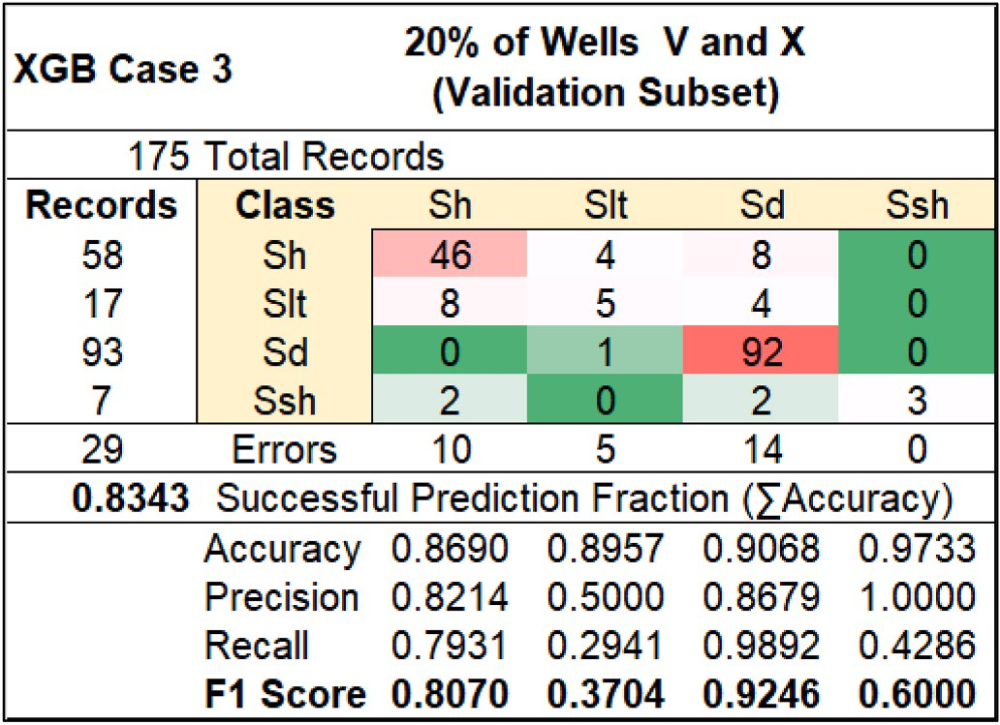 XGB Case 3 20% of Wells V and X
(Validation Subset)
175 Total Records
Records Class Sh Slt Sd Ssh
58 Sh 46 4 8 0
17 Slt 8 5 4 0
93 Sd 0 1 92 0
7 Ssh 2 0 2 3
29 Errors 10 5 14 0
0.8343 Successful Prediction Fraction (∑Accuracy)
Accuracy 0.8690 0.8957 0.9068 0.9733
Precision 0.8214 0.5000 0.8679 1.0000
Recall 0.7931 0.2941 0.9892 0.4286
F1 Score 0.8070 0.3704 0.9246 0.6000